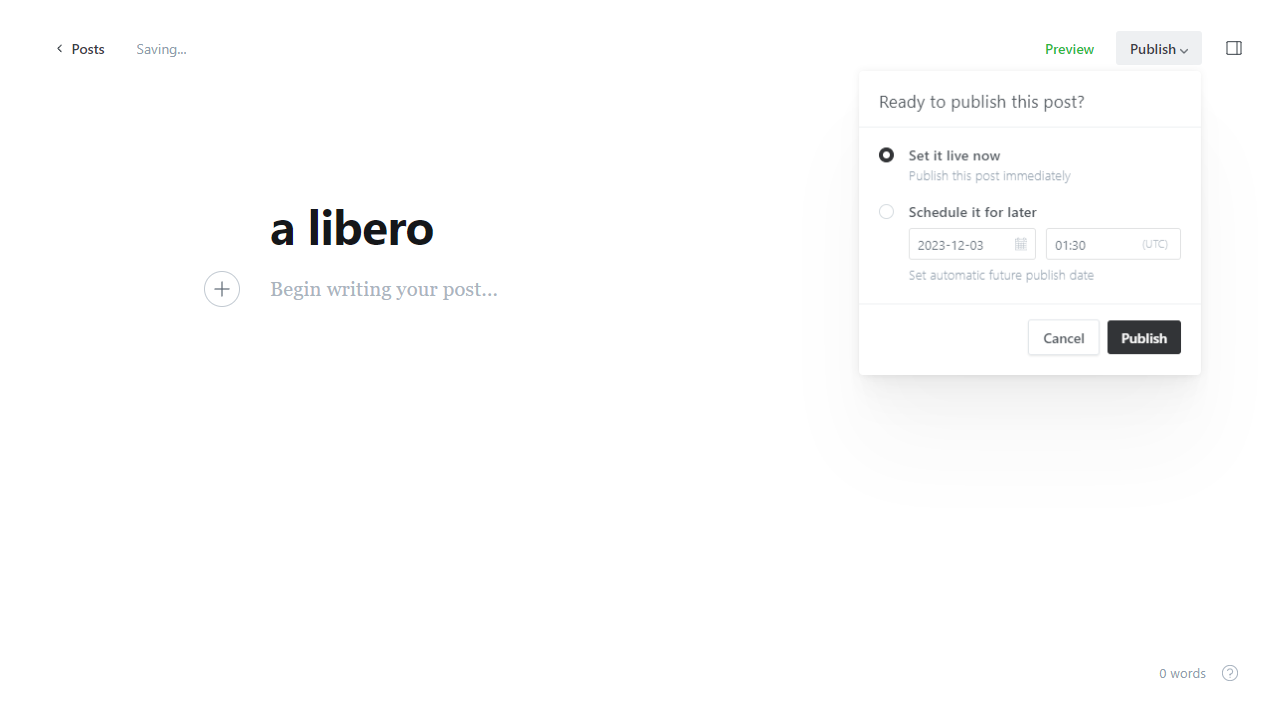 Posts
Saving...
Preview
Publish
Ready to publish this post?
Set it live now
Publish this post immediately
Schedule it for later
2023-12-03
01:30
(UTC)
Set automatic future publish date
Cancel
Publish
a libero
Begin writing your post...
0 words
?